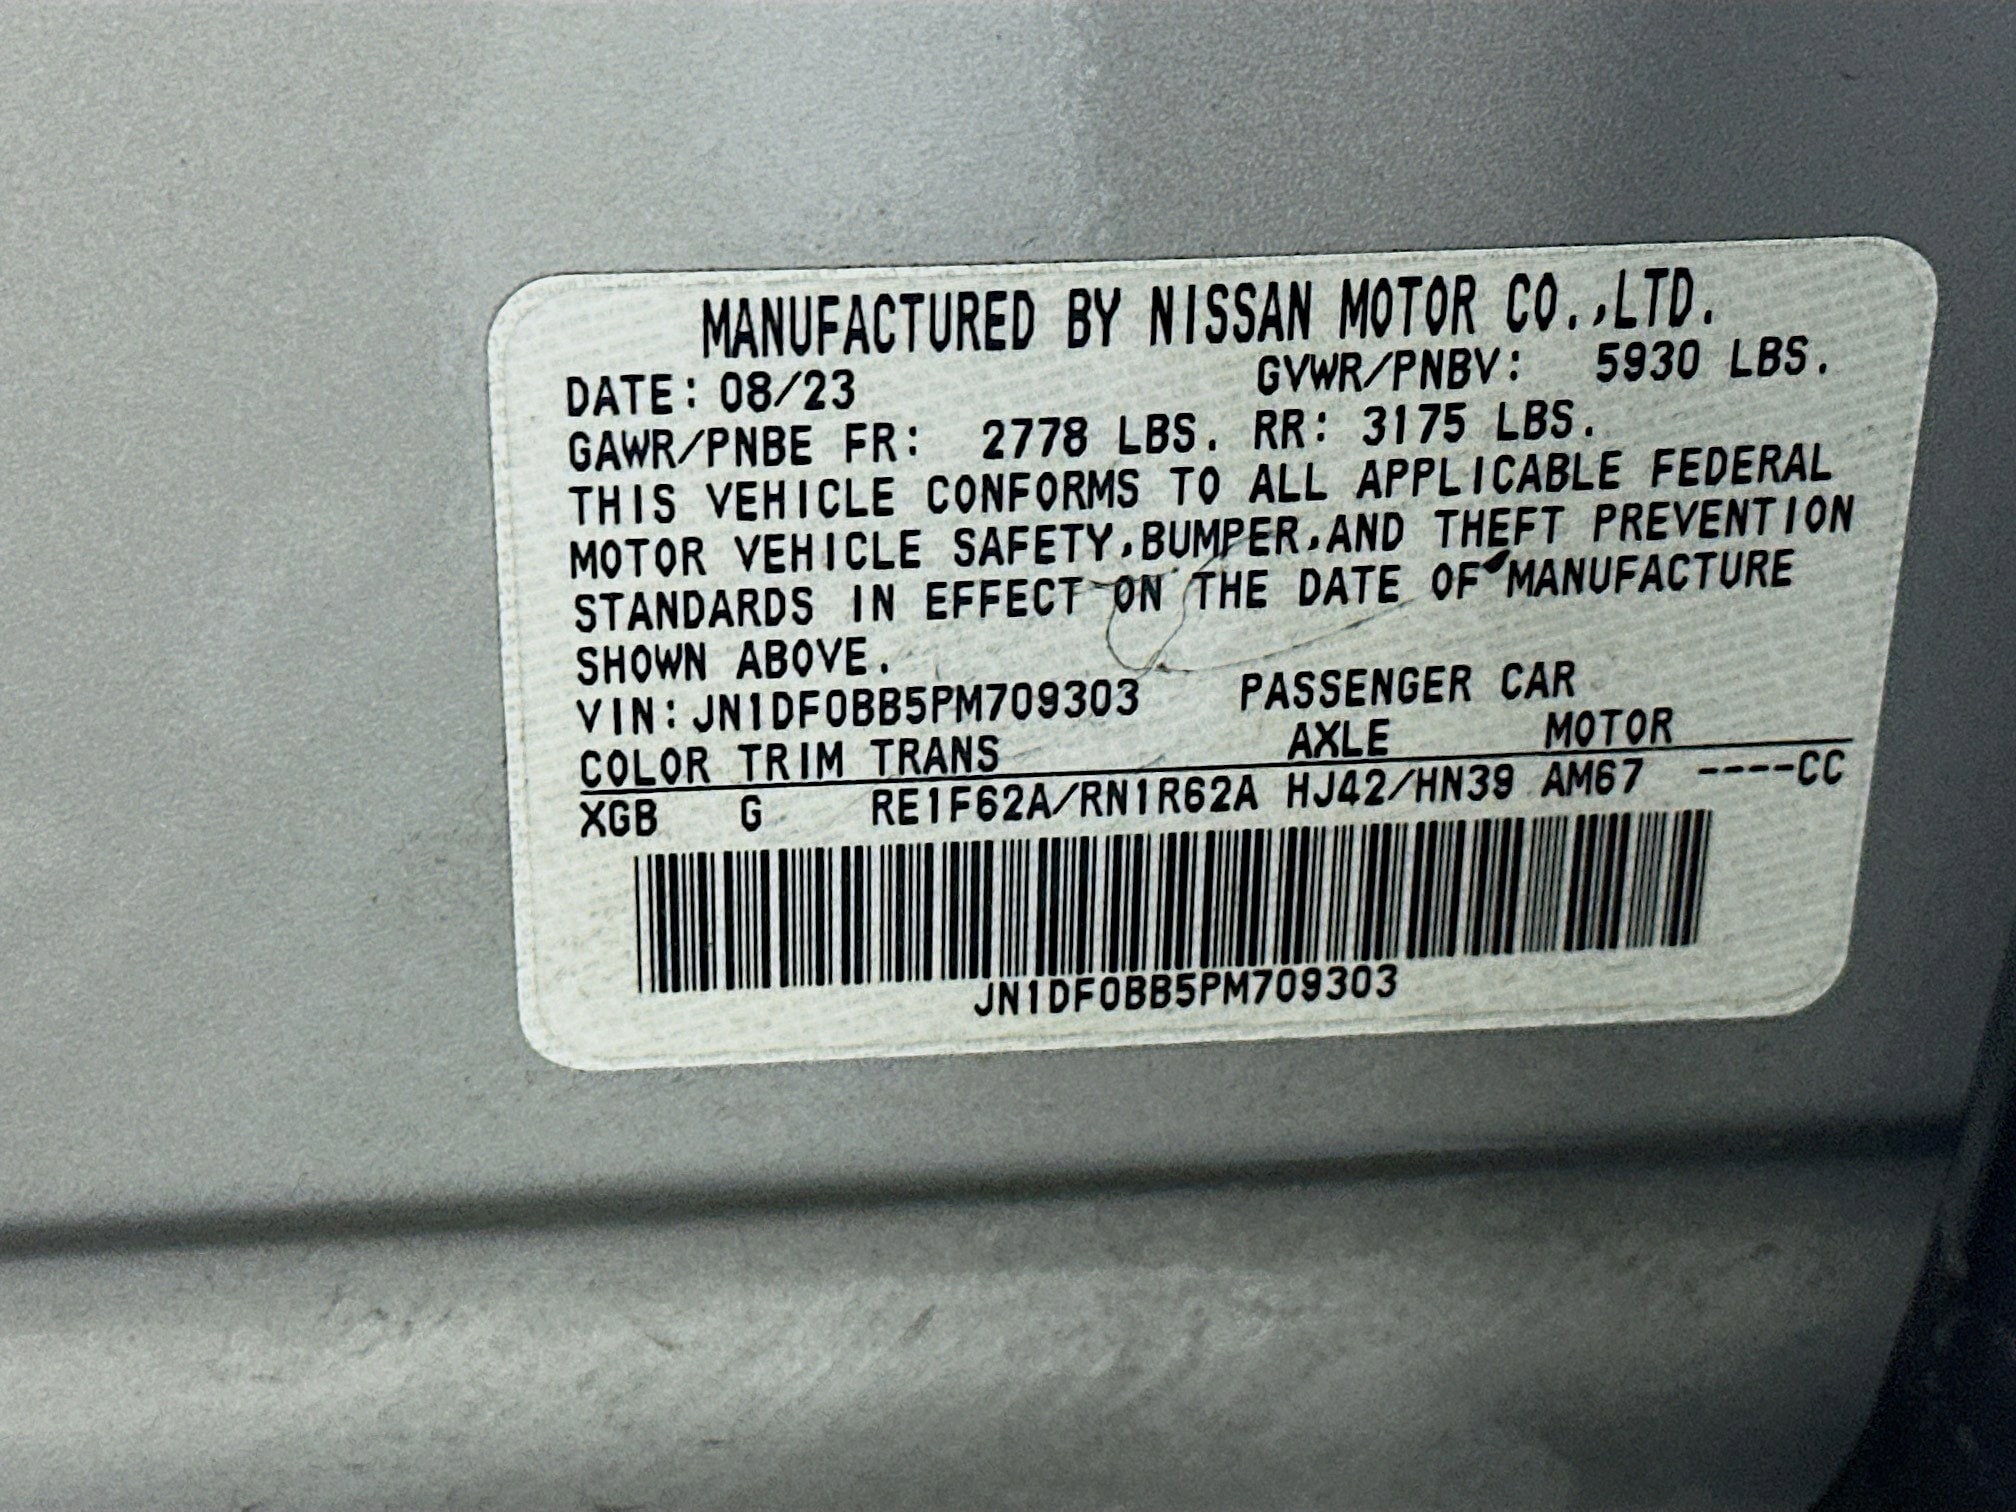 MANUFACTURED BY NISSAN MOTOR CO.,LTD.
DATE: 08/23 GVWR/PNBV: 5930 LBS.
GAWR/PNBE FR: 2778 LBS. RR: 3175 LBS.
THIS VEHICLE CONFORMS TO ALL APPLICABLE FEDERAL
MOTOR VEHICLE SAFETY,BUMPER,AND THEFT PREVENTION
STANDARDS IN EFFECT ON THE DATE OF MANUFACTURE
SHOWN ABOVE.
VIN: JN1DF0BB5PM709303 PASSENGER CAR
COLOR TRIM TRANS AXLE MOTOR
XGB G RE1F62A/RN1R62A HJ42/HN39 AM67 ----CC
JN1DF0BB5PM709303